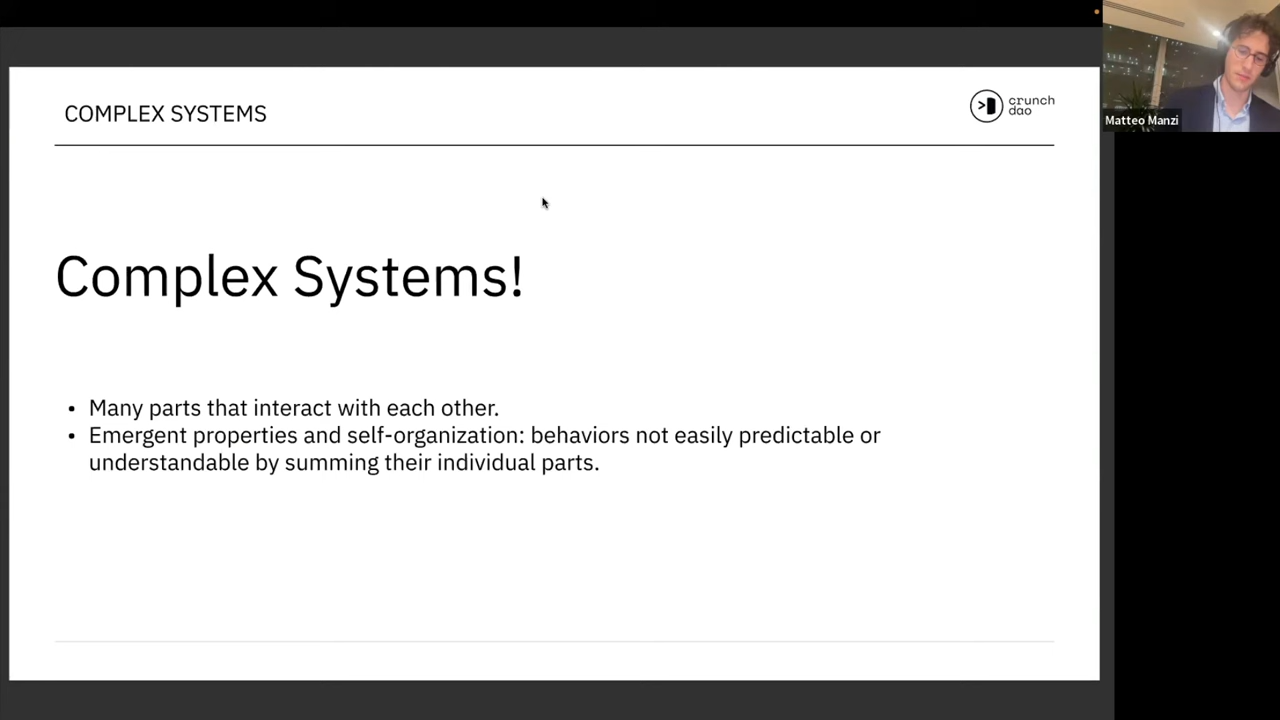 COMPLEX SYSTEMS
crunch
dao
Matteo Manzi
Complex Systems!
• Many parts that interact with each other.
• Emergent properties and self-organization: behaviors not easily predictable or
understandable by summing their individual parts.